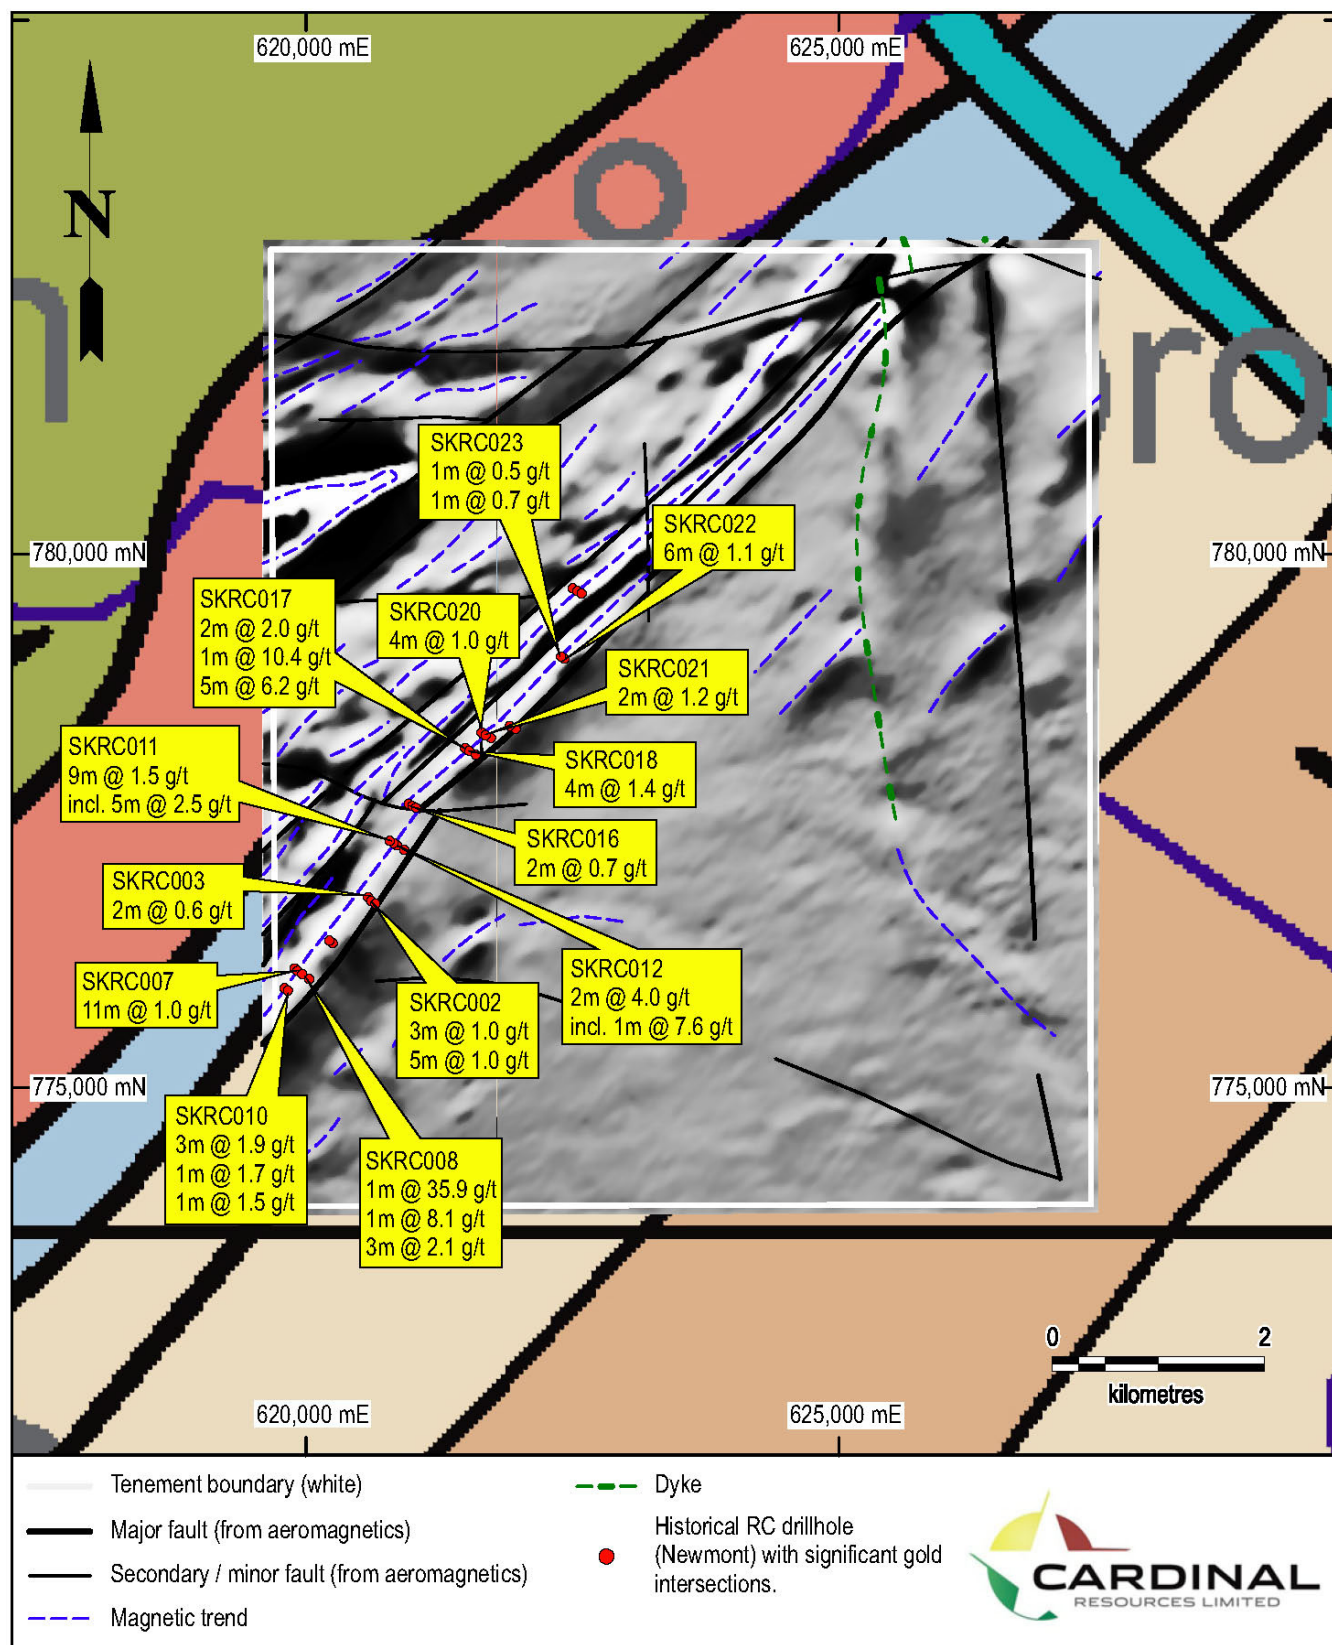 620,000 mE
625,000 mE
N
o
n
oro
SKRC023
1m @ 0.5 g/t
1m @ 0.7 g/t
SKRC022
6m @ 1.1 g/t
780,000 mN
780,000 mN
SKRC017
2m @ 2.0 g/t
1m @ 10.4 g/t
5m @ 6.2 g/t
SKRC020
4m @ 1.0 g/t
SKRC021
2m @ 1.2 g/t
SKRC011
9m @ 1.5 g/t
incl. 5m @ 2.5 g/t
SKRC018
4m @ 1.4 g/t
SKRC016
2m @ 0.7 g/t
SKRC003
2m @ 0.6 g/t
SKRC007
11m @ 1.0 g/t
SKRC012
2m @ 4.0 g/t
incl. 1m @ 7.6 g/t
SKRC002
3m @ 1.0 g/t
5m @ 1.0 g/t
775,000 mN
775,000 mN
SKRC010
3m @ 1.9 g/t
1m @ 1.7 g/t
1m @ 1.5 g/t
SKRC008
1m @ 35.9 g/t
1m @ 8.1 g/t
3m @ 2.1 g/t
0 2
kilometres
620,000 mE
625,000 mE
Tenement boundary (white)
Major fault (from aeromagnetics)
Secondary / minor fault (from aeromagnetics)
Magnetic trend
Dyke
Historical RC drillhole
(Newmont) with significant gold
intersections.
CARDINAL
RESOURCES LIMITED